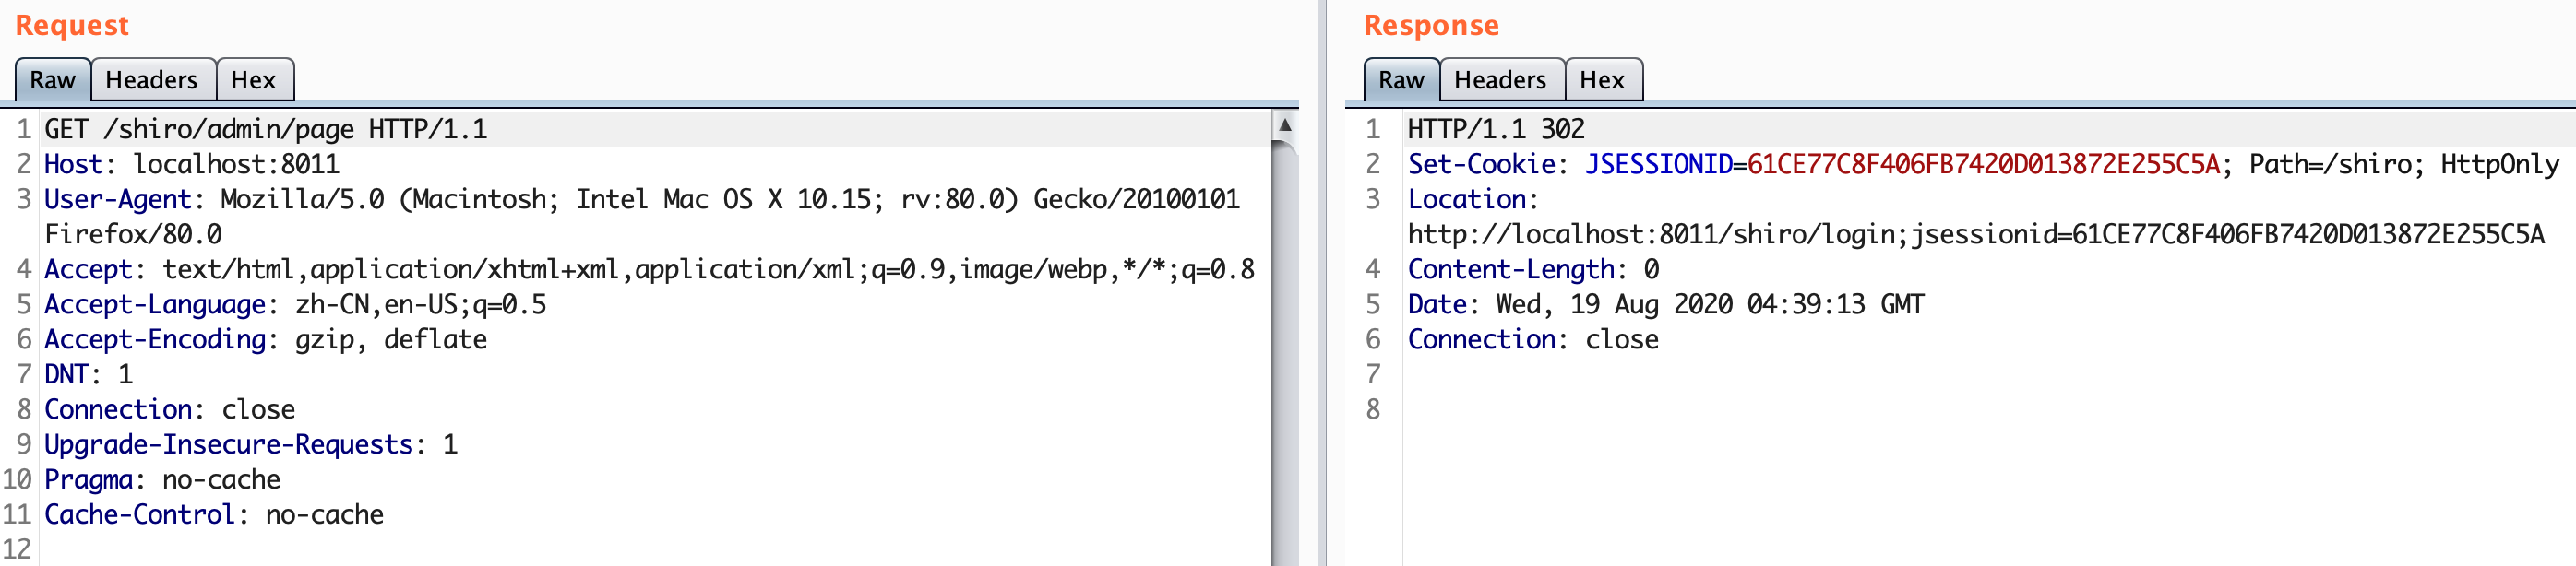 Request
Raw Headers Hex
1 GET /shiro/admin/page HTTP/1.1
2 Host: localhost:8011
3 User-Agent: Mozilla/5.0 (Macintosh; Intel Mac OS X 10.15; rv:80.0) Gecko/20100101
Firefox/80.0
4 Accept: text/html,application/xhtml+xml,application/xml;q=0.9,image/webp,*/*;q=0.8
5 Accept-Language: zh-CN,en-US;q=0.5
6 Accept-Encoding: gzip, deflate
7 DNT: 1
8 Connection: close
9 Upgrade-Insecure-Requests: 1
10 Pragma: no-cache
11 Cache-Control: no-cache
12
Response
Raw Headers Hex
1 HTTP/1.1 302
2 Set-Cookie: JSESSIONID=61CE77C8F406FB7420D013872E255C5A; Path=/shiro; HttpOnly
3 Location:
http://localhost:8011/shiro/login;jsessionid=61CE77C8F406FB7420D013872E255C5A
4 Content-Length: 0
5 Date: Wed, 19 Aug 2020 04:39:13 GMT
6 Connection: close
7
8